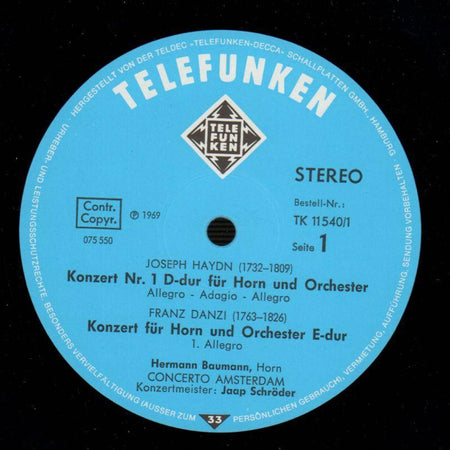 HERGESTELLT VON DER TELDEC »TELEFUNKEN-DECCA« SCHALLPLATTEN GMBH., HAMBURG · URHEBER- UND LEISTUNGSSCHUTZRECHTE, BESONDERS VERVIELFÄLTIGUNG (AUSSER ZUM PERSÖNLICHEN GEBRAUCH), VERMIETUNG, AUFFÜHRUNG, SENDUNG VORBEHALTEN.
TELEFUNKEN
TELE
FUN
KEN
STEREO
Bestell-Nr.:
TK 11540/1
Seite 1
Contr.
Copyr.
℗ 1969
075 550
JOSEPH HAYDN (1732–1809)
Konzert Nr. 1 D-dur für Horn und Orchester
Allegro - Adagio - Allegro
FRANZ DANZI (1763–1826)
Konzert für Horn und Orchester E-dur
1. Allegro
Hermann Baumann, Horn
CONCERTO AMSTERDAM
Konzertmeister: Jaap Schröder
33